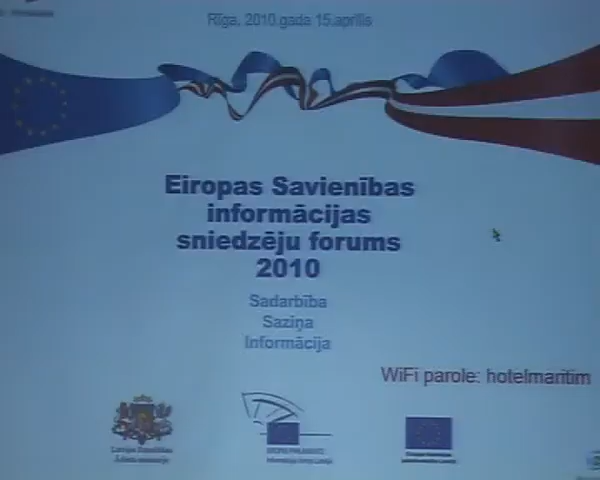 Rīga, 2010.gada 15.aprīlis
Eiropas Savienības
informācijas
sniedzēju forums
2010
Sadarbība
Saziņa
Informācija
WiFi parole: hotelmaritim